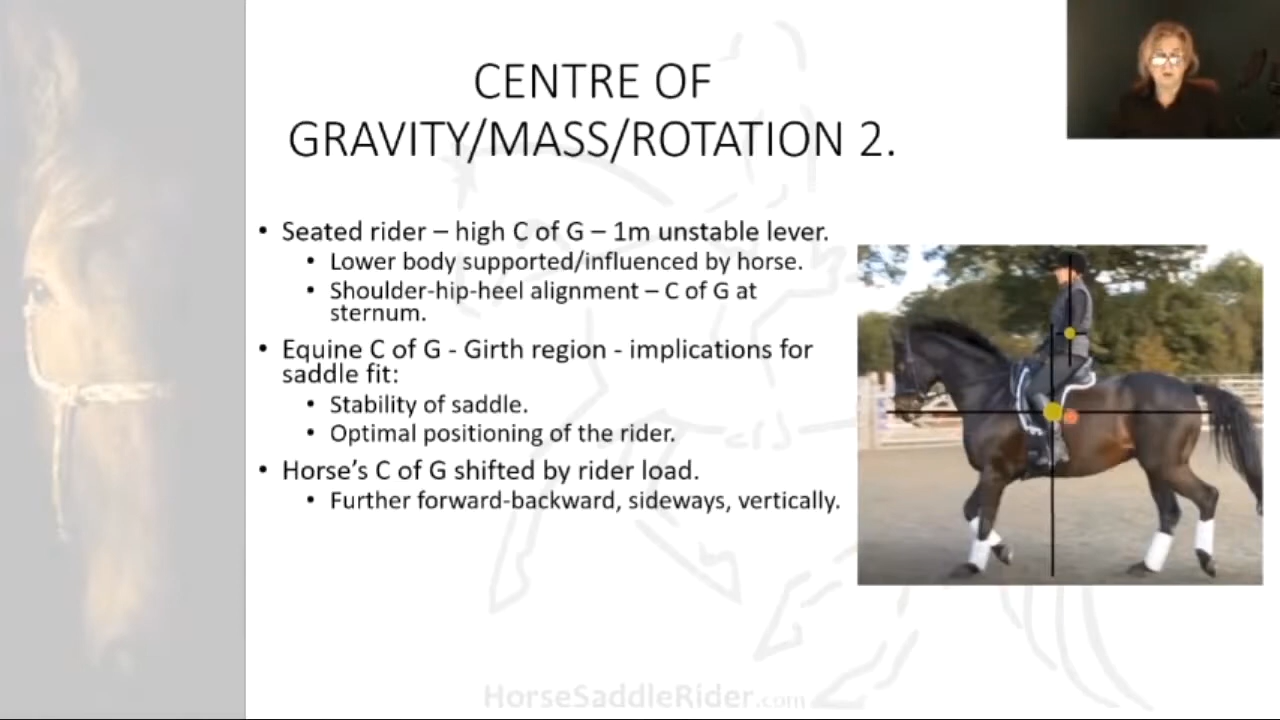 CENTRE OF
GRAVITY/MASS/ROTATION 2.
• Seated rider – high C of G – 1m unstable lever.
• Lower body supported/influenced by horse.
• Shoulder-hip-heel alignment – C of G at
sternum.
• Equine C of G - Girth region - implications for
saddle fit:
• Stability of saddle.
• Optimal positioning of the rider.
• Horse’s C of G shifted by rider load.
• Further forward-backward, sideways, vertically.
HorseSaddleRider.com